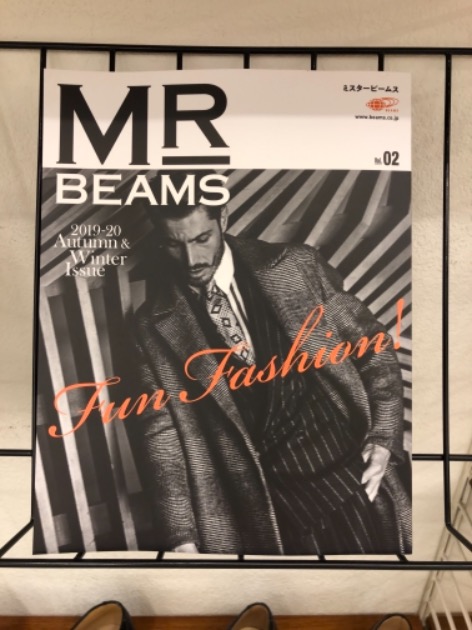 MR
BEAMS
ミスタービームス
www.beams.co.jp
Vol. 02
2019-20
Autumn &
Winter
Issue
Fun Fashion!